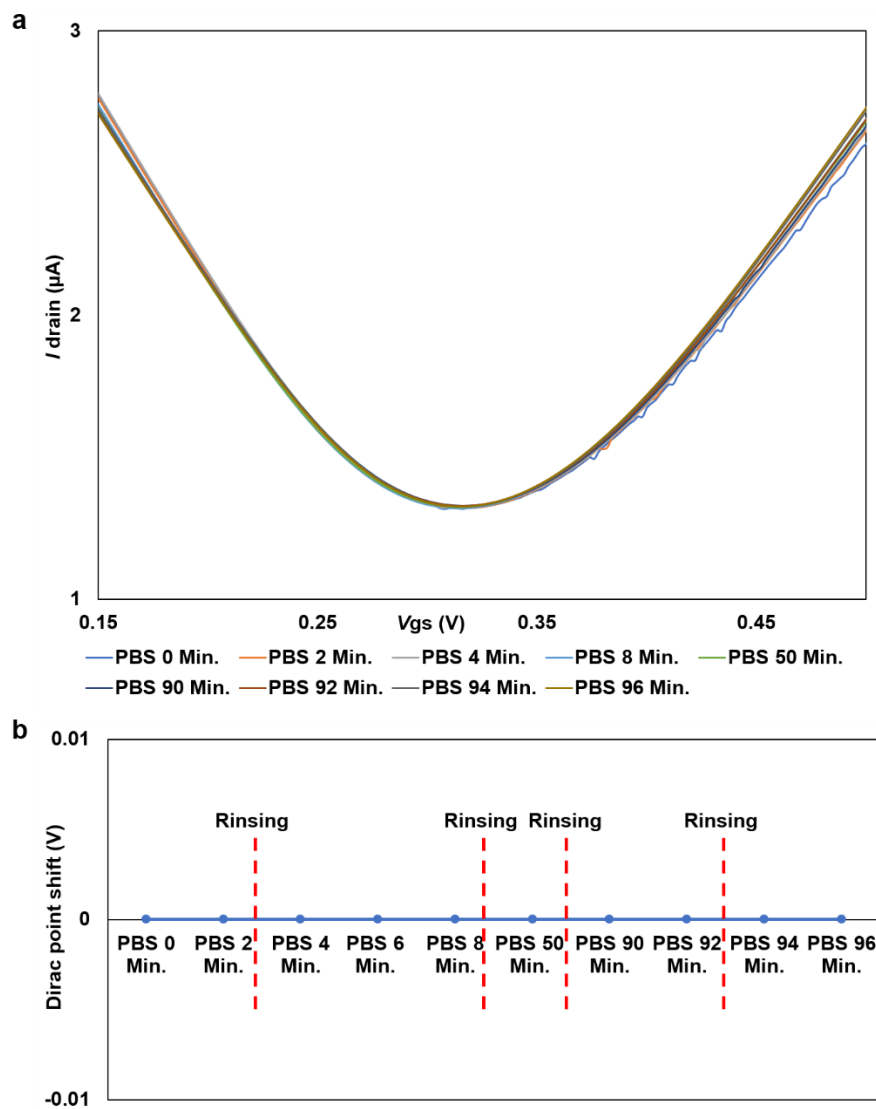 a
3
2
1
I drain (µA)
0.15 0.25 0.35 0.45
Vgs (V)
PBS 0 Min. PBS 2 Min. PBS 4 Min. PBS 8 Min. PBS 50 Min.
PBS 90 Min. PBS 92 Min. PBS 94 Min. PBS 96 Min.
b
0.01
0
-0.01
Dirac point shift (V)
Rinsing Rinsing Rinsing Rinsing
PBS 0 PBS 2 PBS 4 PBS 6 PBS 8 PBS 50 PBS 90 PBS 92 PBS 94 PBS 96
Min. Min. Min. Min. Min. Min. Min. Min. Min. Min.